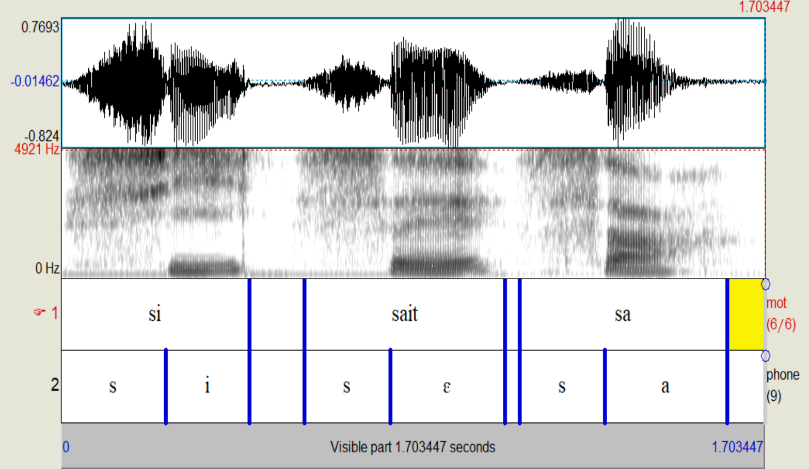 1.703447
0.7693
-0.01462
-0.824
4921 Hz
0 Hz
☞ 1 si sait sa mot (6/6)
2 s i s ɛ s a phone (9)
0 Visible part 1.703447 seconds 1.703447